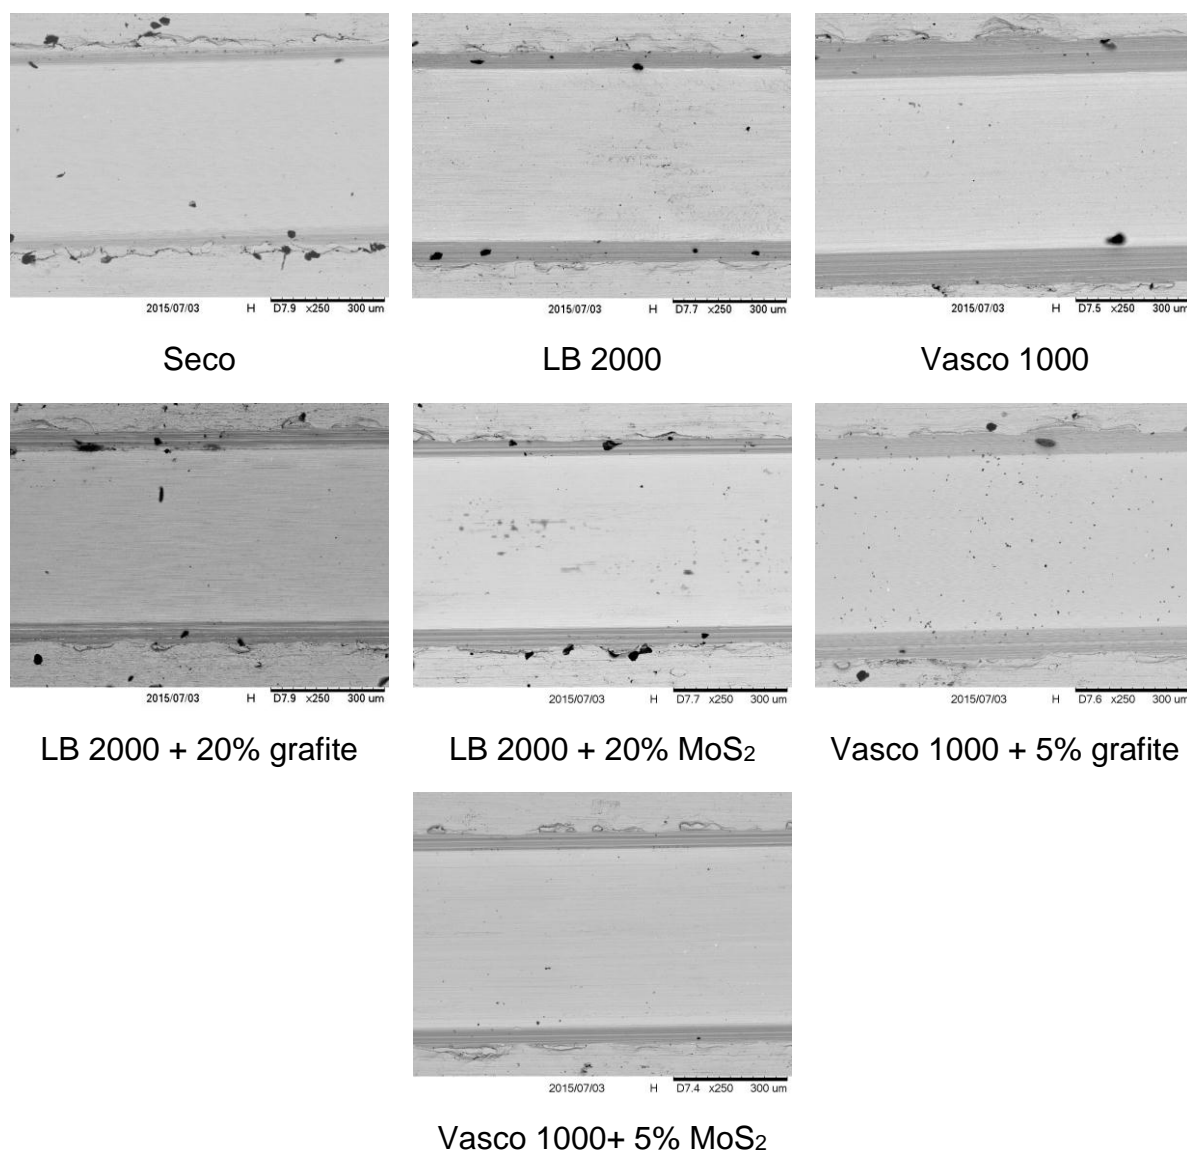 2015/07/03 H D7.9 x250 300 um
2015/07/03 H D7.7 x250 300 um
2015/07/03 H D7.5 x250 300 um
Seco
LB 2000
Vasco 1000
2015/07/03 H D7.9 x250 300 um
2015/07/03 H D7.7 x250 300 um
2015/07/03 H D7.6 x250 300 um
LB 2000 + 20% grafite
LB 2000 + 20% MoS2
Vasco 1000 + 5% grafite
2015/07/03 H D7.4 x250 300 um
Vasco 1000+ 5% MoS2